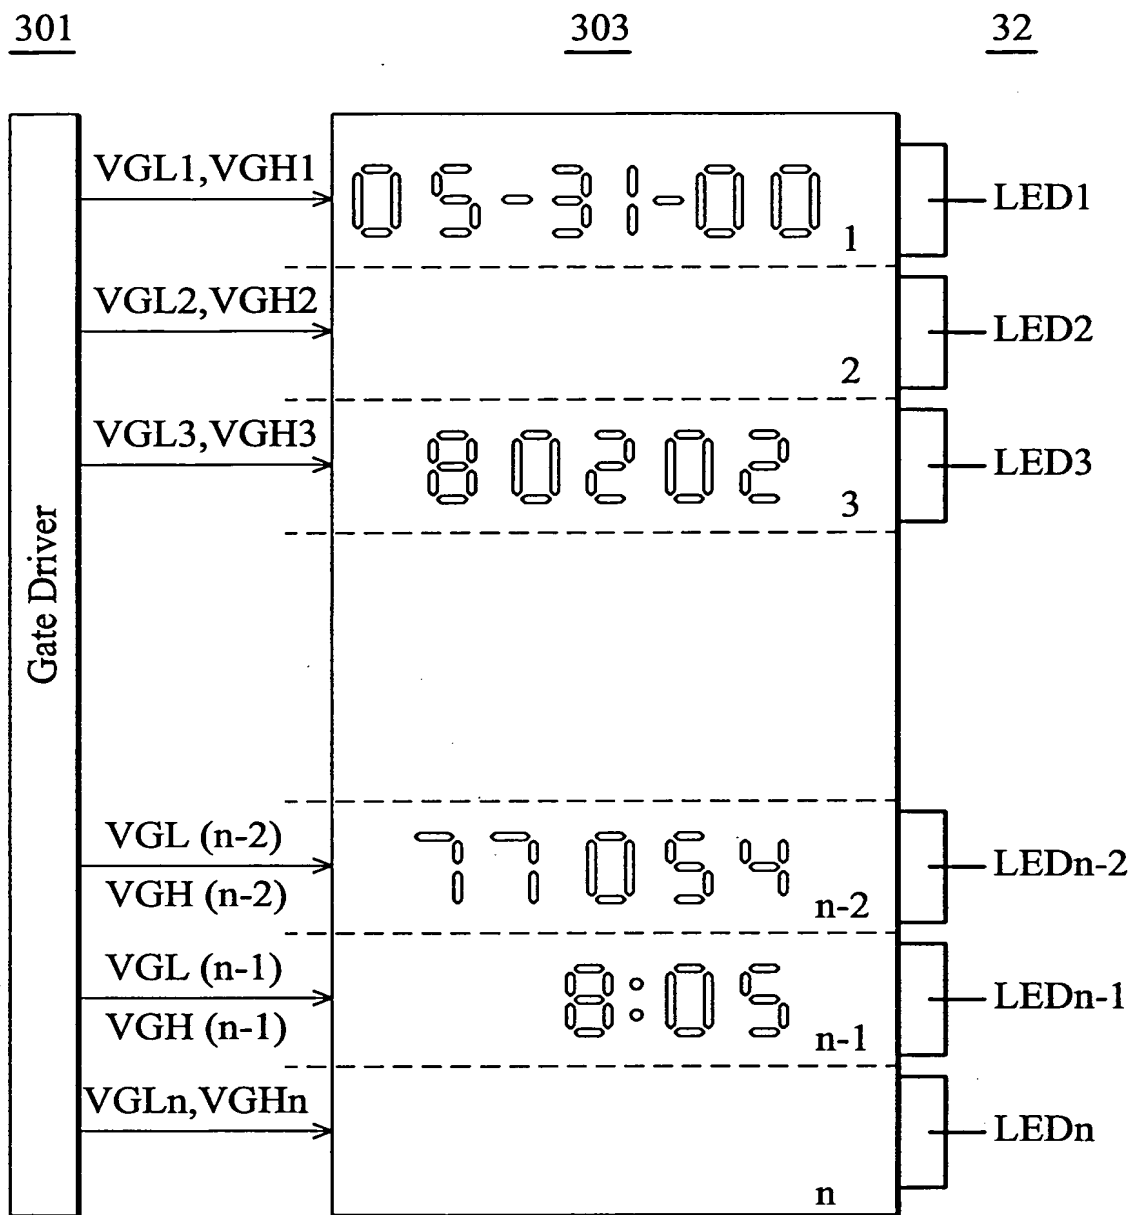 301 303 32
VGL1,VGH1 05-31-00 LED1
1
VGL2,VGH2 LED2
2
VGL3,VGH3 80202 LED3
3
Gate Driver
VGL (n-2) 77054 LEDn-2
VGH (n-2) n-2
VGL (n-1) 8:05 LEDn-1
VGH (n-1) n-1
VGLn,VGHn LEDn
n